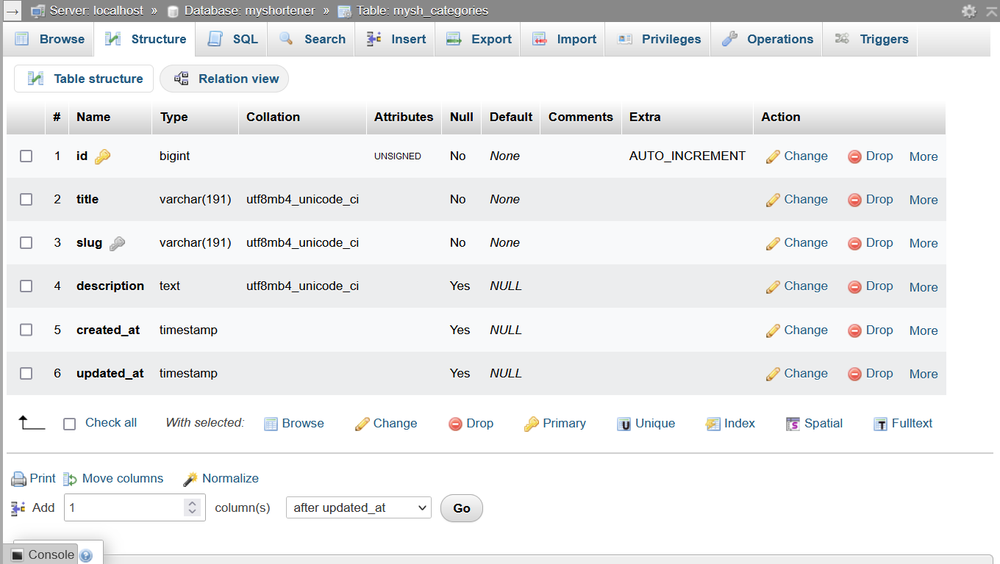 Server: localhost » Database: myshortener » Table: mysh_categories
Browse Structure SQL Search Insert Export Import Privileges Operations Triggers
Table structure Relation view
# Name Type Collation Attributes Null Default Comments Extra Action
1 id bigint UNSIGNED No None AUTO_INCREMENT Change Drop More
2 title varchar(191) utf8mb4_unicode_ci No None Change Drop More
3 slug varchar(191) utf8mb4_unicode_ci No None Change Drop More
4 description text utf8mb4_unicode_ci Yes NULL Change Drop More
5 created_at timestamp Yes NULL Change Drop More
6 updated_at timestamp Yes NULL Change Drop More
Check all With selected: Browse Change Drop Primary Unique Index Spatial Fulltext
Print Move columns Normalize
Add 1 column(s) after updated_at Go
Console